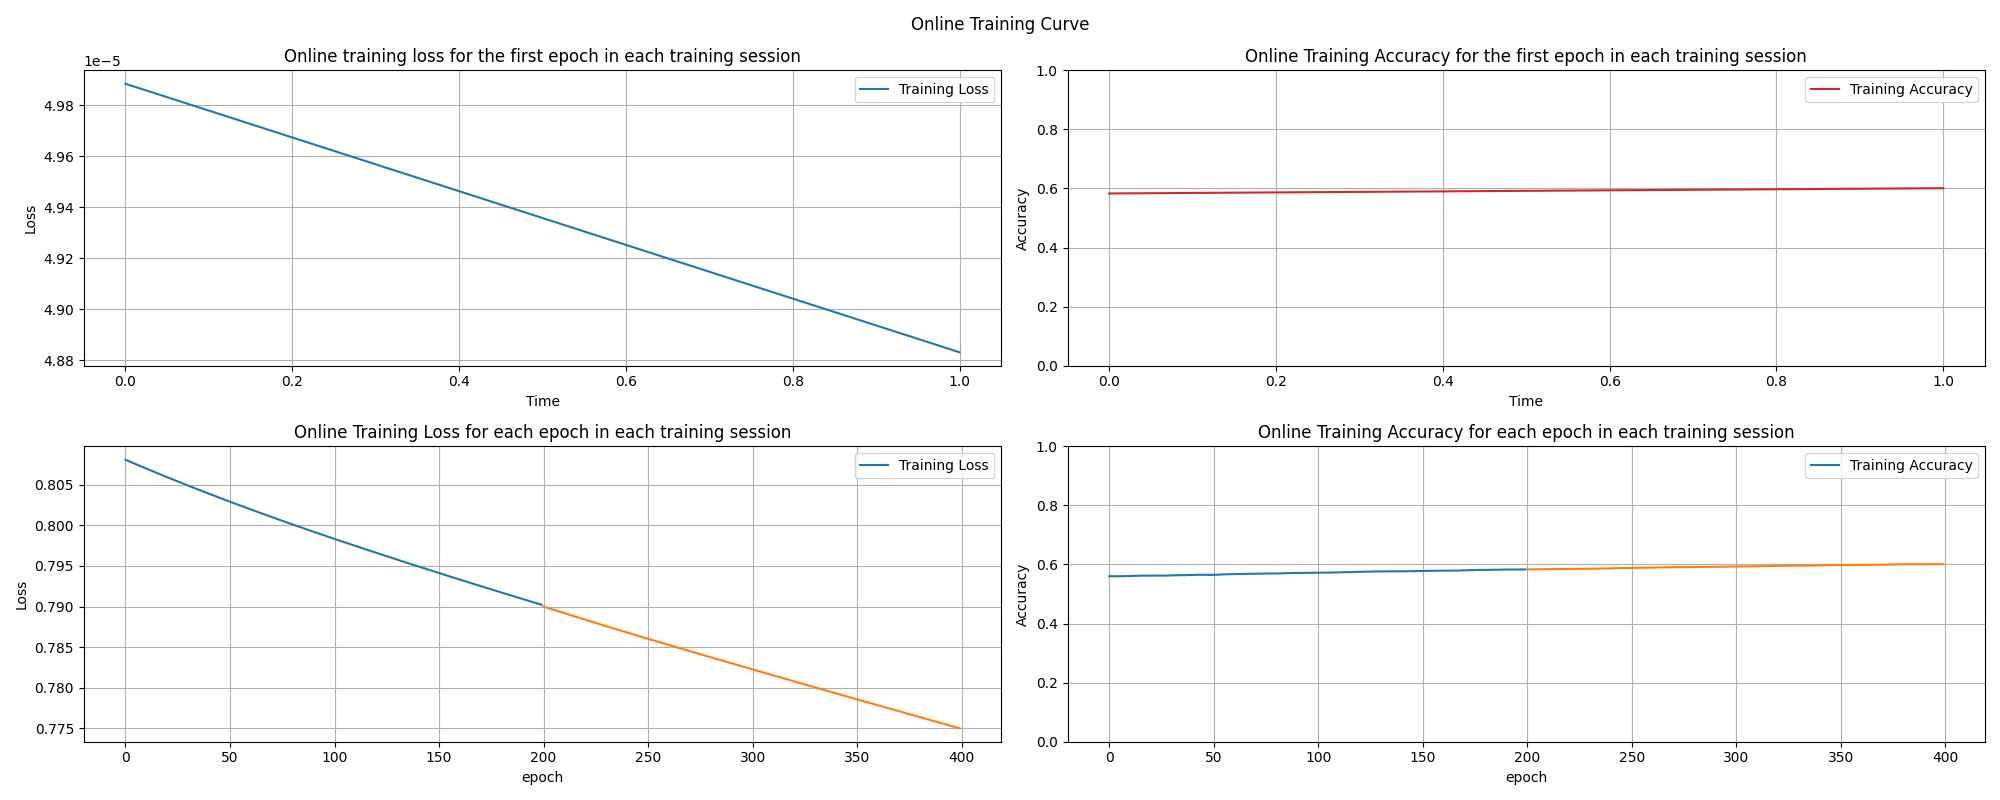 Online Training Curve
Online training loss for the first epoch in each training session
1e−5
Training Loss
4.98
4.96
4.94
4.92
4.90
4.88
Loss
0.0 0.2 0.4 0.6 0.8 1.0
Time
Online Training Accuracy for the first epoch in each training session
Training Accuracy
1.0
0.8
0.6
0.4
0.2
0.0
Accuracy
0.0 0.2 0.4 0.6 0.8 1.0
Time
Online Training Loss for each epoch in each training session
Training Loss
0.805
0.800
0.795
0.790
0.785
0.780
0.775
Loss
0 50 100 150 200 250 300 350 400
epoch
Online Training Accuracy for each epoch in each training session
Training Accuracy
1.0
0.8
0.6
0.4
0.2
0.0
Accuracy
0 50 100 150 200 250 300 350 400
epoch